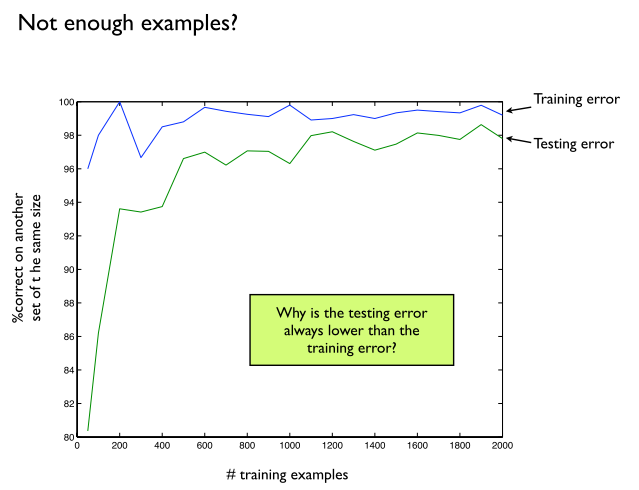 Not enough examples?
Training error
Testing error
%correct on another
set of t he same size
100
98
96
94
92
90
88
86
84
82
80
Why is the testing error
always lower than the
training error?
0 200 400 600 800 1000 1200 1400 1600 1800 2000
# training examples